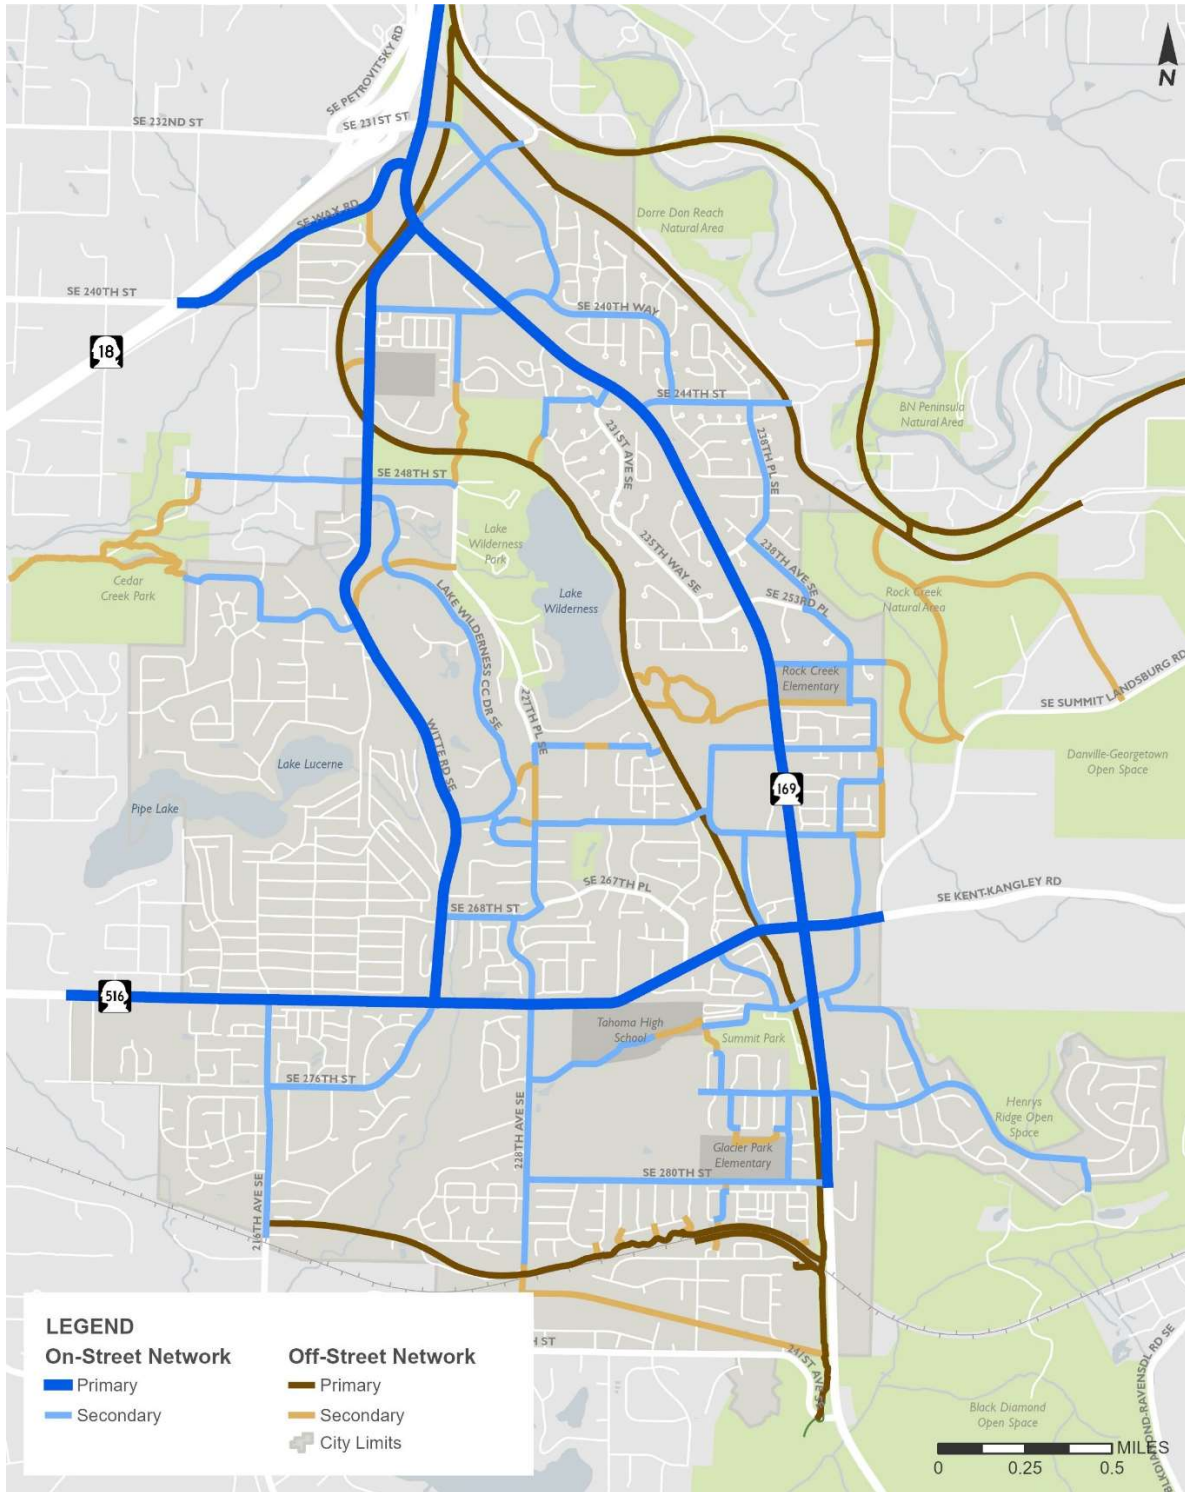 SE PETROVITSKY RD
N
SE 232ND ST
SE 231ST ST
SE WAX RD
Dorre Don Reach
Natural Area
SE 240TH ST
SE 240TH WAY
18
SE 244TH ST
BN Peninsula
Natural Area
231ST AVE SE
238TH PL SE
SE 248TH ST
Lake
Wilderness
Park
235TH WAY SE
238TH AVE SE
Cedar
Creek Park
LAKE WILDERNESS CC DR SE
Lake
Wilderness
SE 253RD PL
Rock Creek
Natural Area
Rock Creek
Elementary
SE SUMMIT LANDSBURG RD
227TH PL SE
WITTE RD SE
Lake Lucerne
Danville-Georgetown
Open Space
Pipe Lake
169
SE 267TH PL
SE KENT-KANGLEY RD
SE 268TH ST
516
Tahoma High
School
Summit Park
SE 276TH ST
Henrys
Ridge Open
Space
228TH AVE SE
Glacier Park
Elementary
SE 280TH ST
216TH AVE SE
LEGEND
On-Street Network
Primary
Secondary
Off-Street Network
Primary
Secondary
City Limits
H ST
241ST AVE SE
Black Diamond
Open Space
BLKDIAMOND-RAVENSDL RD SE
MILES
0 0.25 0.5